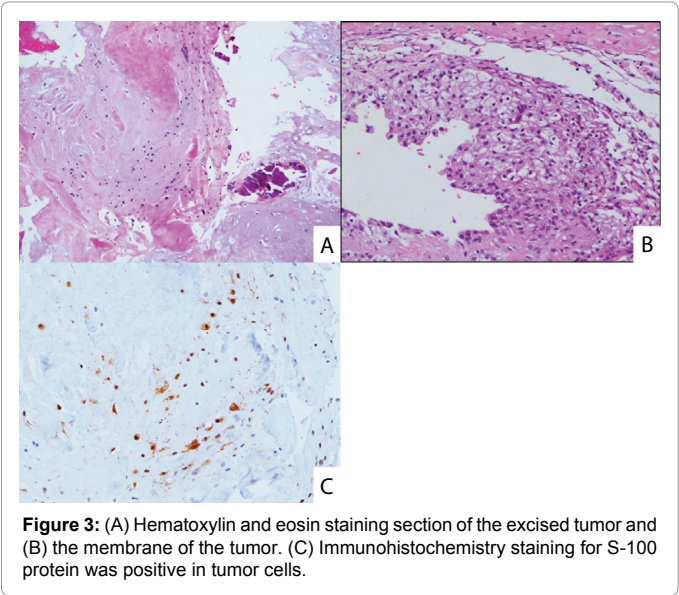 A
B
C
Figure 3: (A) Hematoxylin and eosin staining section of the excised tumor and
(B) the membrane of the tumor. (C) Immunohistochemistry staining for S-100
protein was positive in tumor cells.